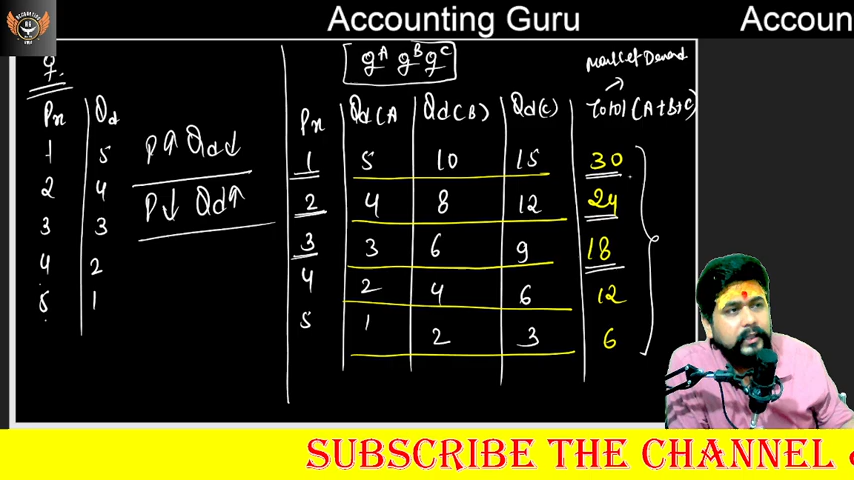 Accounting Guru
Accoun
ACCOUNTING
AG
Px Qd
1 5
2 4
3 3
4 2
5 1
P↑ Qd↓
P↓ Qd↑
g^A g^B g^C
Market Demand
Px Qd(A Qd(B) Qd(C) Total (A+B+C)
1 5 10 15 30
2 4 8 12 24
3 3 6 9 18
4 2 4 6 12
5 1 2 3 6
SUBSCRIBE THE CHANNEL